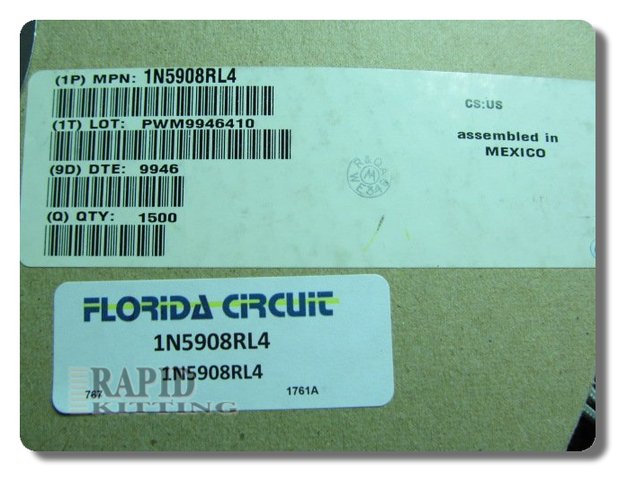 (1P) MPN: 1N5908RL4
CS:US
(1T) LOT: PWM9946410
assembled in
MEXICO
(9D) DTE: 9946
(Q) QTY: 1500
FLORIDA CIRCUIT
1N5908RL4
1N5908RL4
767
1761A
RAPID
KITTING